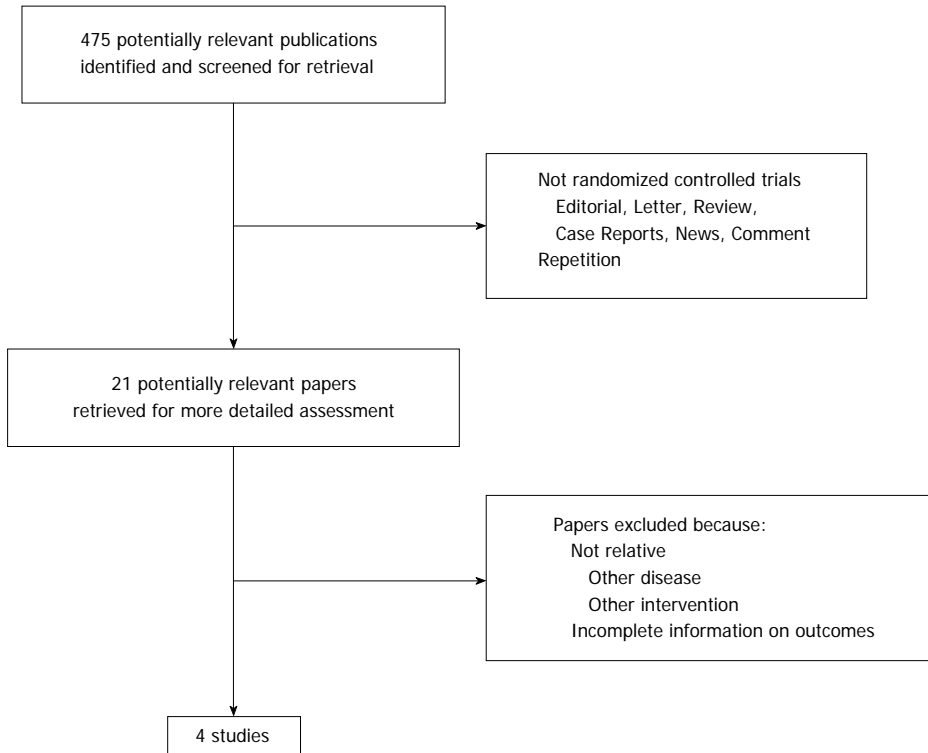 475 potentially relevant publications
identified and screened for retrieval
Not randomized controlled trials
Editorial, Letter, Review,
Case Reports, News, Comment
Repetition
21 potentially relevant papers
retrieved for more detailed assessment
Papers excluded because:
Not relative
Other disease
Other intervention
Incomplete information on outcomes
4 studies